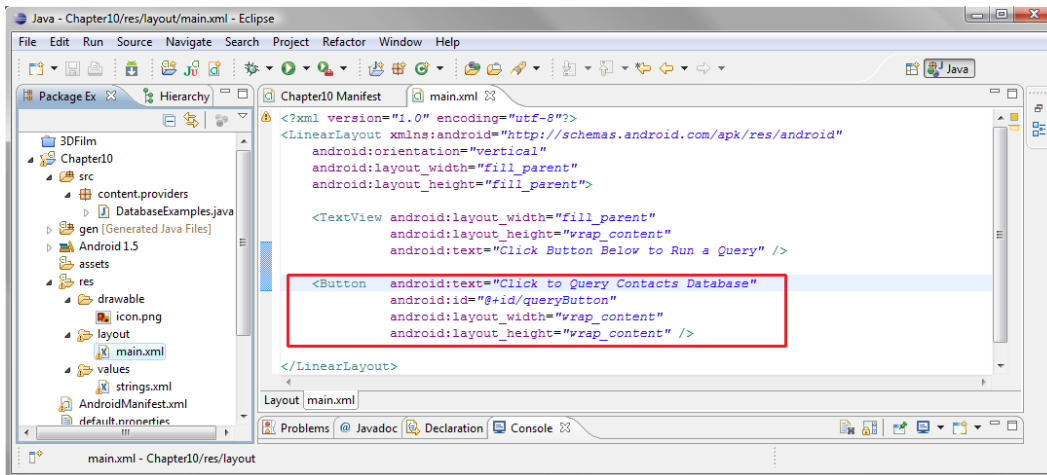 Java - Chapter10/res/layout/main.xml - Eclipse
File Edit Run Source Navigate Search Project Refactor Window Help
Java
Package Ex
Hierarchy
Chapter10 Manifest
main.xml
3DFilm
Chapter10
src
content.providers
DatabaseExamples.java
gen [Generated Java Files]
Android 1.5
assets
res
drawable
icon.png
layout
main.xml
values
strings.xml
AndroidManifest.xml
default.properties
<?xml version="1.0" encoding="utf-8"?>
<LinearLayout xmlns:android="http://schemas.android.com/apk/res/android"
android:orientation="vertical"
android:layout_width="fill_parent"
android:layout_height="fill_parent">
<TextView android:layout_width="fill_parent"
android:layout_height="wrap_content"
android:text="Click Button Below to Run a Query" />
<Button android:text="Click to Query Contacts Database"
android:id="@+id/queryButton"
android:layout_width="wrap_content"
android:layout_height="wrap_content" />
</LinearLayout>
Layout main.xml
Problems @ Javadoc Declaration Console
main.xml - Chapter10/res/layout